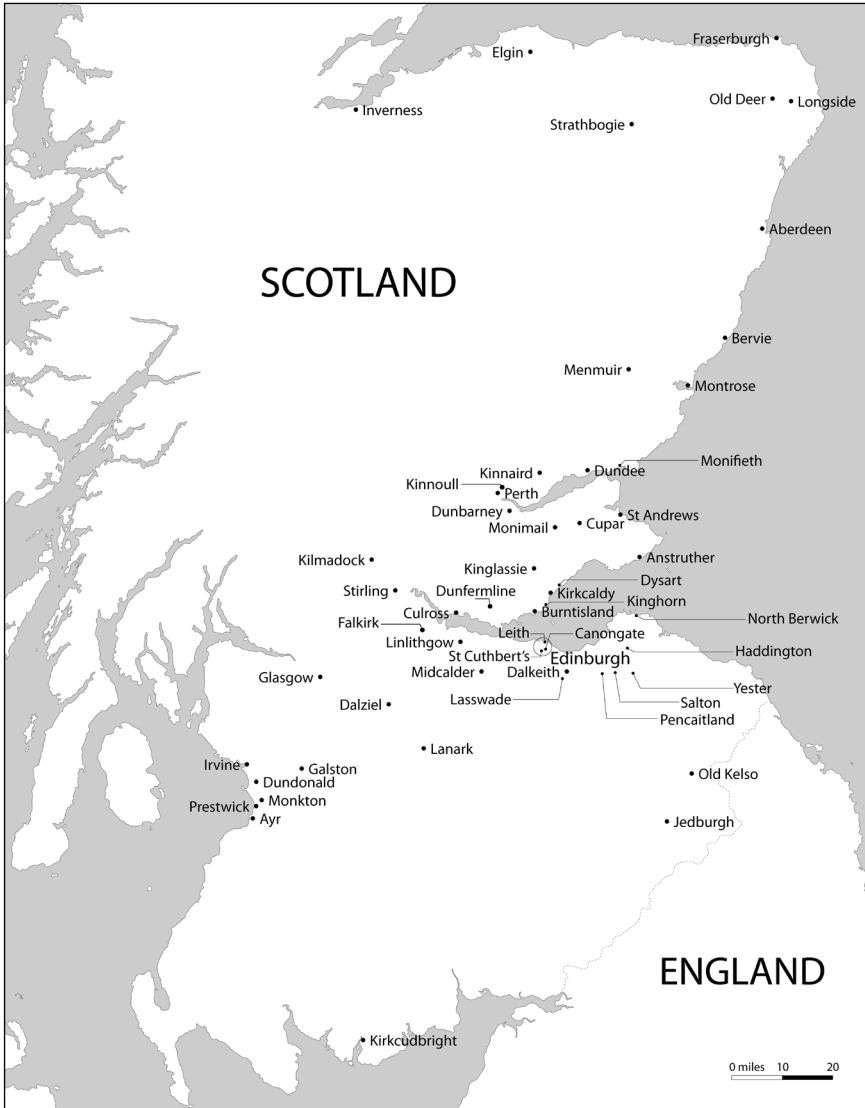 Fraserburgh
Elgin
Old Deer
Longside
Inverness
Strathbogie
Aberdeen
SCOTLAND
Bervie
Menmuir
Montrose
Monifieth
Kinnaird
Dundee
Kinnoull
Perth
Dunbarney
St Andrews
Monimail
Cupar
Kilmadock
Anstruther
Kinglassie
Dysart
Stirling
Dunfermline
Kirkcaldy
Kinghorn
Culross
Burntisland
North Berwick
Falkirk
Leith
Canongate
Linlithgow
St Cuthbert's
Edinburgh
Haddington
Glasgow
Midcalder
Dalkeith
Yester
Dalziel
Lasswade
Salton
Pencaitland
Lanark
Irvine
Galston
Old Kelso
Dundonald
Prestwick
Monkton
Ayr
Jedburgh
ENGLAND
Kirkcudbright
0 miles 10 20